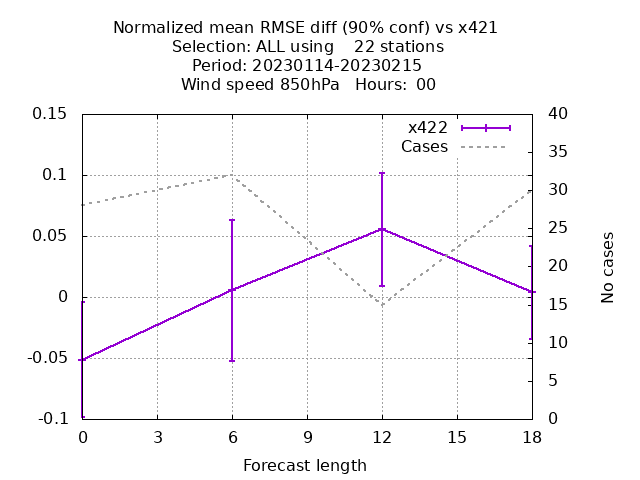 Normalized mean RMSE diff (90% conf) vs x421
Selection: ALL using    22 stations
Period: 20230114-20230215
Wind speed 850hPa   Hours:  00
x422
Cases
0.15
0.1
0.05
0
-0.05
-0.1
40
35
30
25
20
15
10
5
0
No cases
0 3 6 9 12 15 18
Forecast length